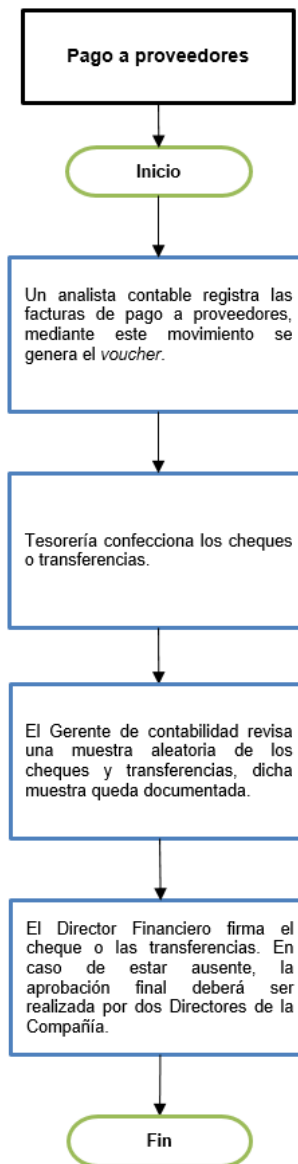 Pago a proveedores
Inicio
Un analista contable registra las
facturas de pago a proveedores,
mediante este movimiento se
genera el voucher.
Tesorería confecciona los cheques
o transferencias.
El Gerente de contabilidad revisa
una muestra aleatoria de los
cheques y transferencias, dicha
muestra queda documentada.
El Director Financiero firma el
cheque o las transferencias. En
caso de estar ausente, la
aprobación final deberá ser
realizada por dos Directores de la
Compañía.
Fin